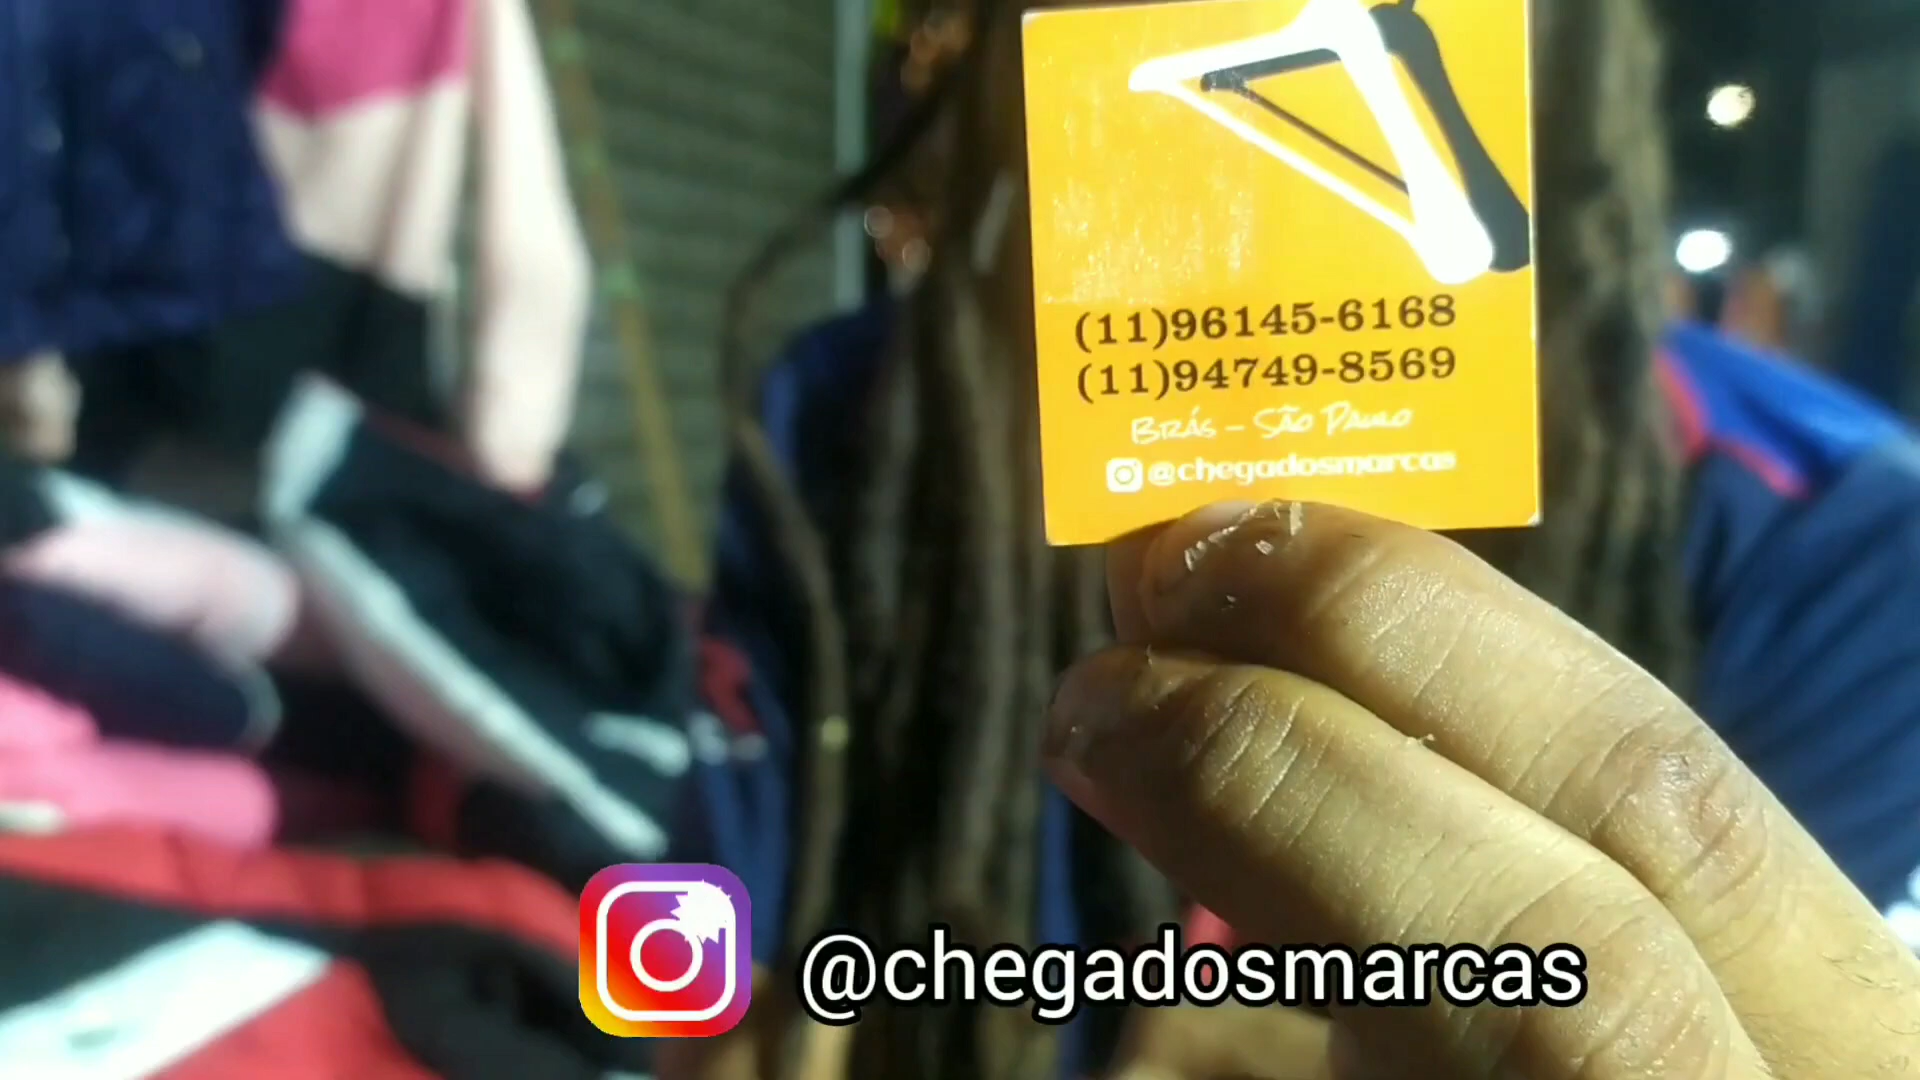 (11)96145-6168
(11)94749-8569
Brás - São Paulo
@chegadosmarcas
@chegadosmarcas